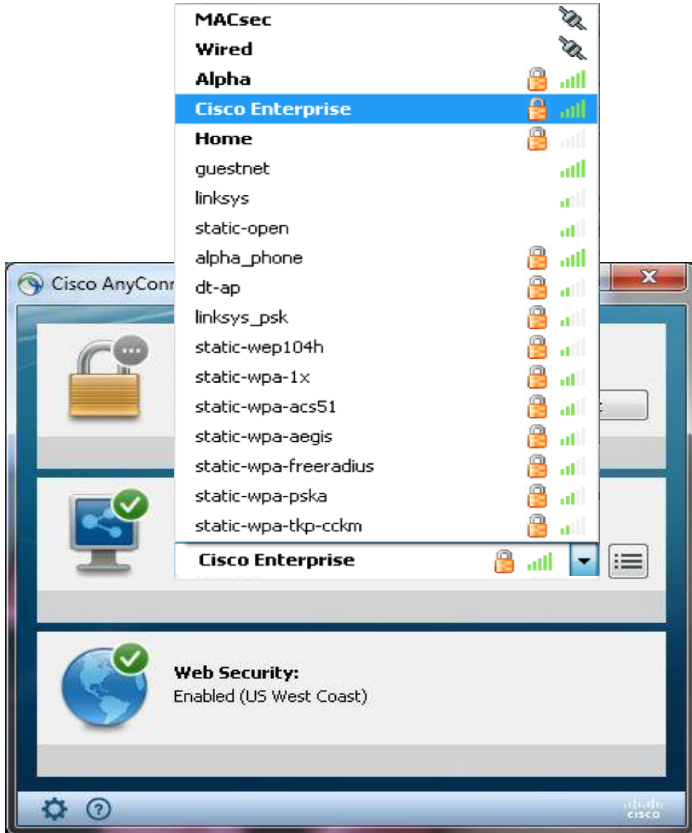 MACsec
Wired
Alpha
Cisco Enterprise
Home
guestnet
linksys
static-open
alpha_phone
Cisco AnyConn
dt-ap
linksys_psk
static-wep104h
static-wpa-1x
static-wpa-acs51
static-wpa-aegis
static-wpa-freeradius
static-wpa-pska
static-wpa-tkp-cckm
Cisco Enterprise
Web Security:
Enabled (US West Coast)
CISCO